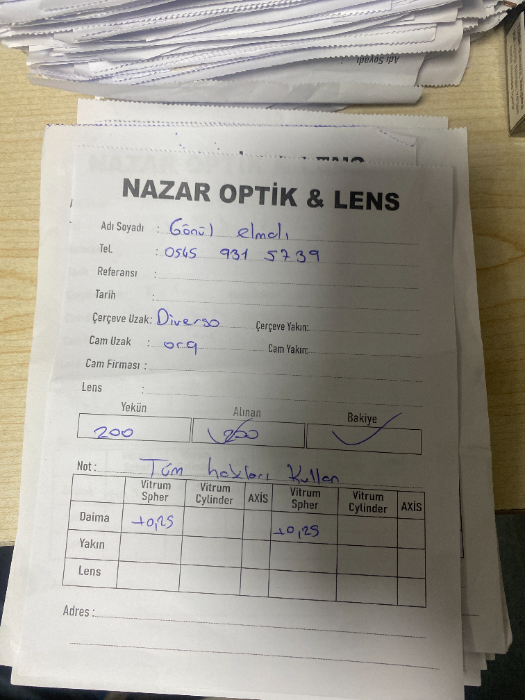 NAZAR OPTİK & LENS
Adı Soyadı : Gönül elmalı
Tel. : 0545 931 5739
Referansı :
Tarih :
Çerçeve Uzak: Diverso Çerçeve Yakın:
Cam Uzak : org Cam Yakın:
Cam Firması :
Lens :
Yekün Alınan Bakiye
200 200
Not : Tüm hakları Kullan
Vitrum Spher Vitrum Cylinder AXİS Vitrum Spher Vitrum Cylinder AXİS
Daima +0,25 +0,25
Yakın
Lens
Adres :